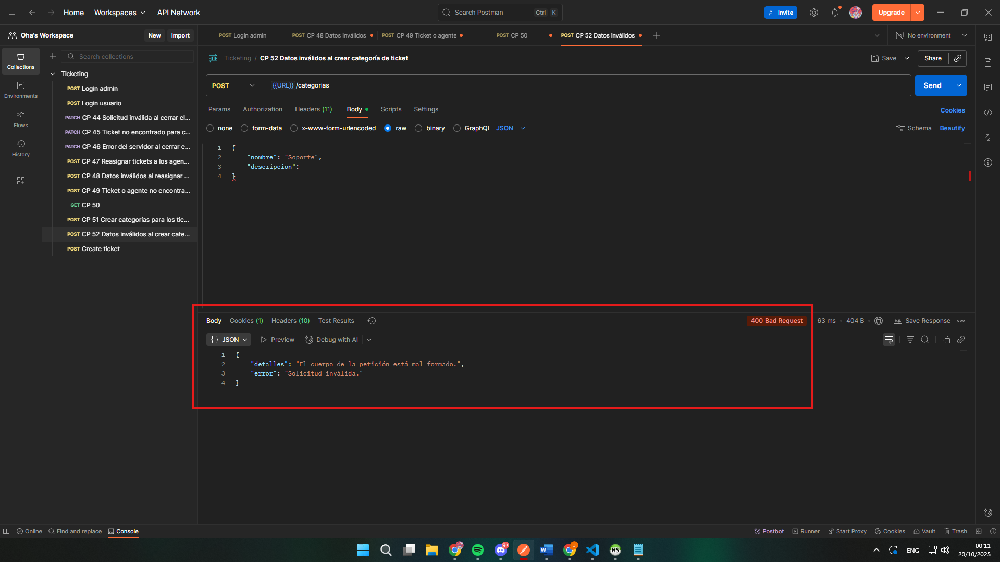 Home
Workspaces
API Network
Search Postman
Ctrl
K
Invite
Upgrade
Oha's Workspace
New
Import
POST Login admin
POST CP 48 Datos inválidos
POST CP 49 Ticket o agente
POST CP 50
POST CP 52 Datos inválidos
No environment
Collections
Environments
Flows
History
Search collections
Ticketing
POST Login admin
POST Login usuario
PATCH CP 44 Solicitud inválida al cerrar el...
PATCH CP 45 Ticket no encontrado para c...
PATCH CP 46 Error del servidor al cerrar e...
POST CP 47 Reasignar tickets a los agen...
POST CP 48 Datos inválidos al reasignar ...
POST CP 49 Ticket o agente no encontra...
GET CP 50
POST CP 51 Crear categorías para los tic...
POST CP 52 Datos inválidos al crear cate...
POST Create ticket
HTTP
Ticketing / CP 52 Datos inválidos al crear categoría de ticket
Save
Share
POST
{{URL}} /categorias
Send
Params
Authorization
Headers (11)
Body
Scripts
Settings
Cookies
none
form-data
x-www-form-urlencoded
raw
binary
GraphQL
JSON
Schema
Beautify
1 {
2 "nombre": "Soporte",
3 "descripcion":
4 }
Body
Cookies (1)
Headers (10)
Test Results
400 Bad Request
63 ms
404 B
e.g.
Save Response
{} JSON
Preview
Debug with AI
1 {
2 "detalles": "El cuerpo de la petición está mal formado.",
3 "error": "Solicitud inválida."
4 }
Online
Find and replace
Console
Postbot
Runner
Start Proxy
Cookies
Vault
Trash
9+
W
J
HS
ENG
00:11
20/10/2025